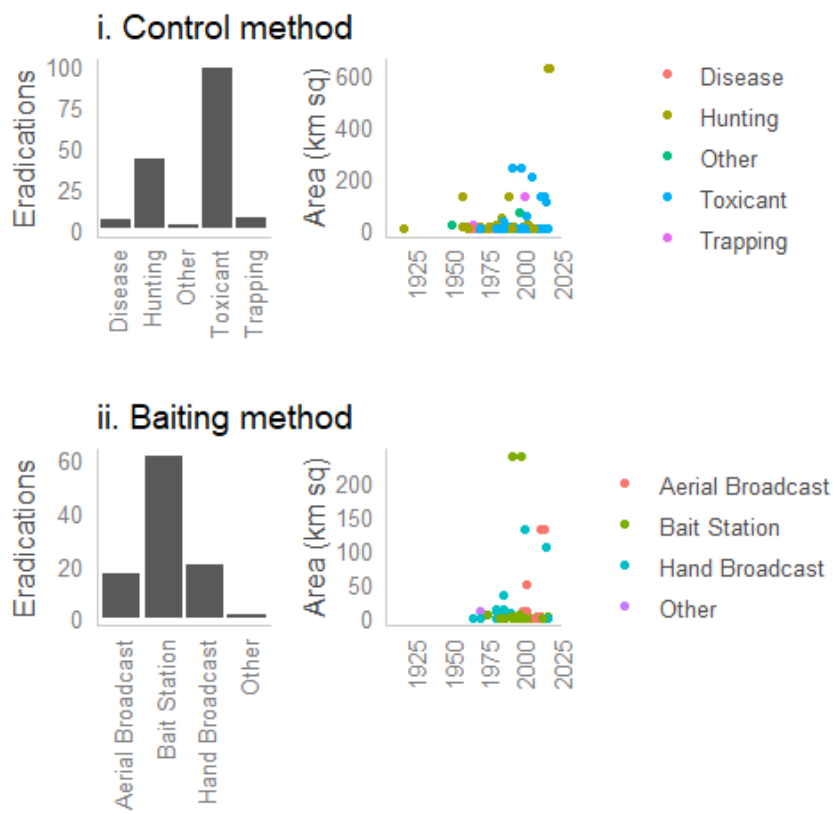 i. Control method
Eradications
100
75
50
25
0
Disease
Hunting
Other
Toxicant
Trapping
Area (km sq)
600
400
200
0
1925
1950
1975
2000
2025
Disease
Hunting
Other
Toxicant
Trapping
ii. Baiting method
Eradications
60
40
20
0
Aerial Broadcast
Bait Station
Hand Broadcast
Other
Area (km sq)
200
150
100
50
0
1925
1950
1975
2000
2025
Aerial Broadcast
Bait Station
Hand Broadcast
Other